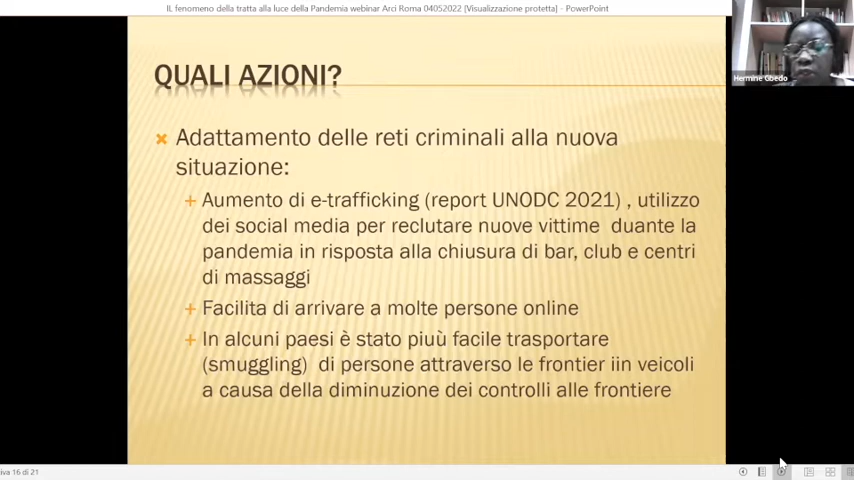 IL fenomeno della tratta alla luce della Pandemia webinar Arci Roma 04052022 [Visualizzazione protetta] - PowerPoint
Hermine Gbedo
QUALI AZIONI?
Adattamento delle reti criminali alla nuova
situazione:
Aumento di e-trafficking (report UNODC 2021) , utilizzo
dei social media per reclutare nuove vittime duante la
pandemia in risposta alla chiusura di bar, club e centri
di massaggi
Facilita di arrivare a molte persone online
In alcuni paesi è stato piuù facile trasportare
(smuggling) di persone attraverso le frontier iin veicoli
a causa della diminuzione dei controlli alle frontiere
iva 16 di 21